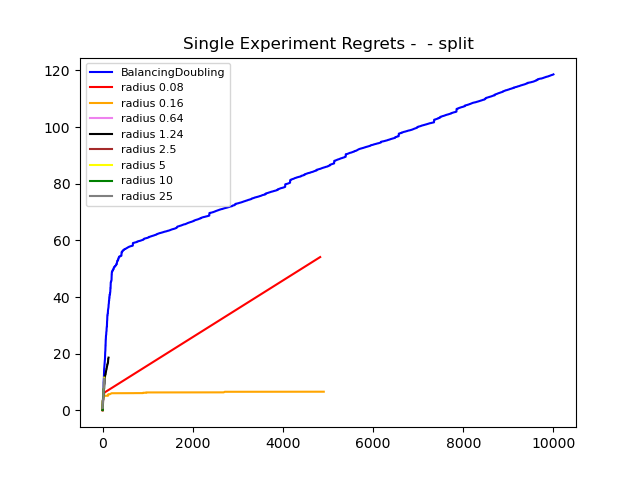 Single Experiment Regrets -  - split
120
100
80
60
40
20
0
BalancingDoubling
radius 0.08
radius 0.16
radius 0.64
radius 1.24
radius 2.5
radius 5
radius 10
radius 25
0 2000 4000 6000 8000 10000